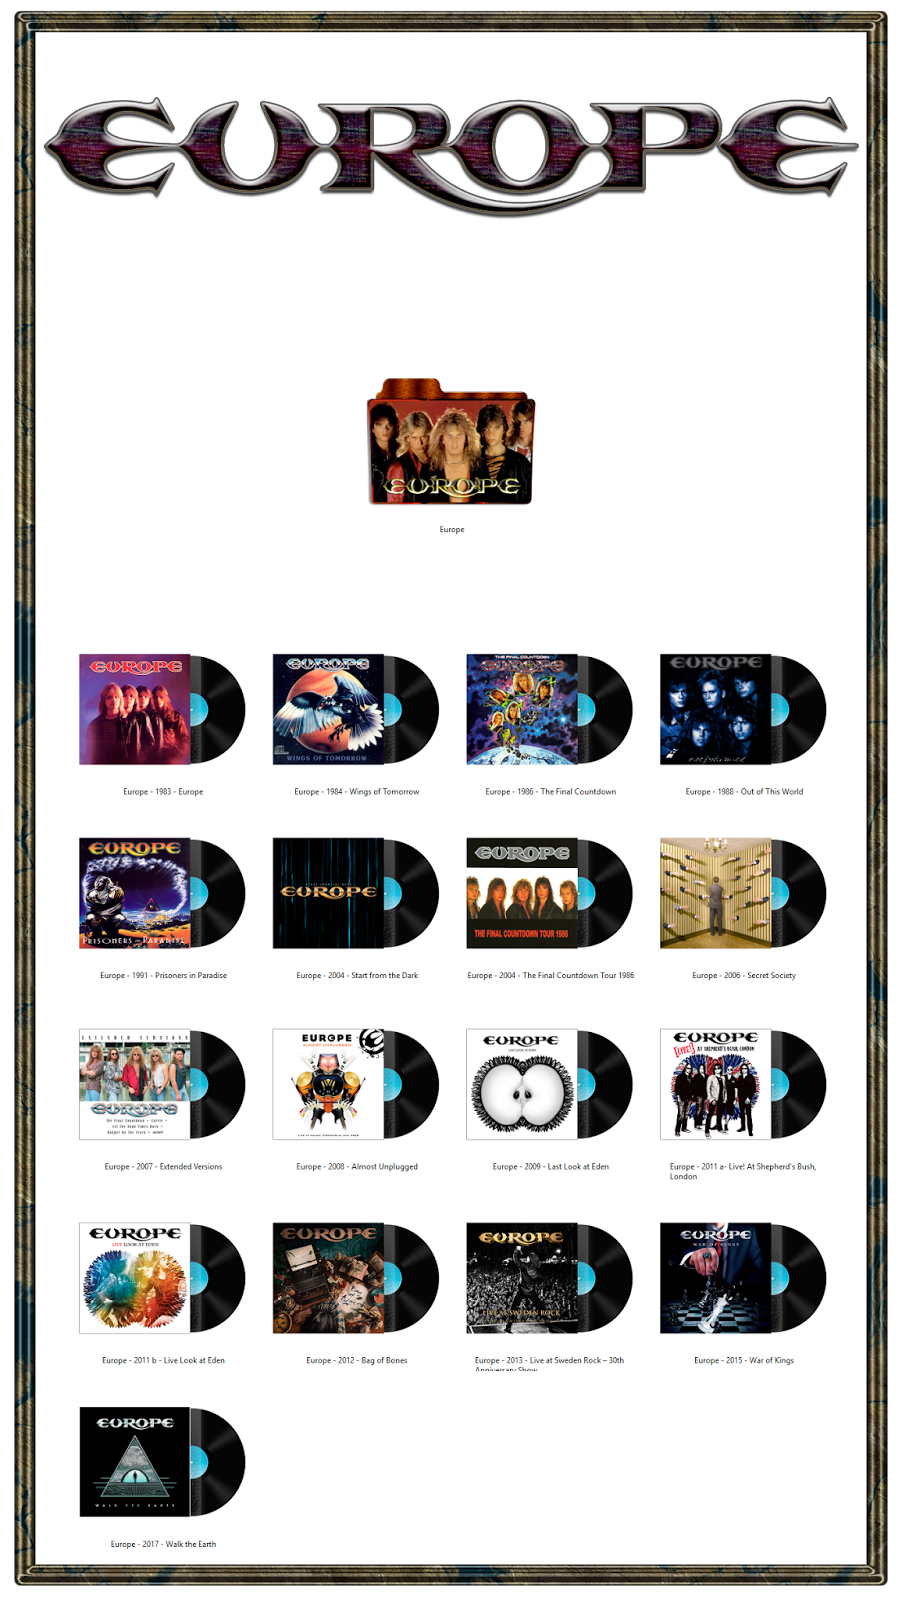 EUROPE
EUROPE
Europe
EUROPE
EUROPE
WINGS OF TOMORROW
THE FINAL COUNTDOWN
EUROPE
EUROPE
Europe - 1983 - Europe
Europe - 1984 - Wings of Tomorrow
Europe - 1986 - The Final Countdown
Europe - 1988 - Out of This World
EUROPE
PRISONERS IN PARADISE
EUROPE
EUROPE
THE FINAL COUNTDOWN TOUR 1986
Europe - 1991 - Prisoners in Paradise
Europe - 2004 - Start from the Dark
Europe - 2004 - The Final Countdown Tour 1986
Europe - 2006 - Secret Society
EXTENDED VERSIONS
EUROPE
EUROPE
ALMOST UNPLUGGED
EUROPE
LAST LOOK AT EDEN
EUROPE
LIVE! AT SHEPHERD'S BUSH, LONDON
Europe - 2007 - Extended Versions
Europe - 2008 - Almost Unplugged
Europe - 2009 - Last Look at Eden
Europe - 2011 a- Live! At Shepherd's Bush,
London
EUROPE
LIVE LOOK AT EDEN
EUROPE
EUROPE
LIVE AT SWEDEN ROCK
EUROPE
WAR OF KINGS
Europe - 2011 b - Live Look at Eden
Europe - 2012 - Bag of Bones
Europe - 2013 - Live at Sweden Rock – 30th
Anniversary Show
Europe - 2015 - War of Kings
EUROPE
WALK THE EARTH
Europe - 2017 - Walk the Earth